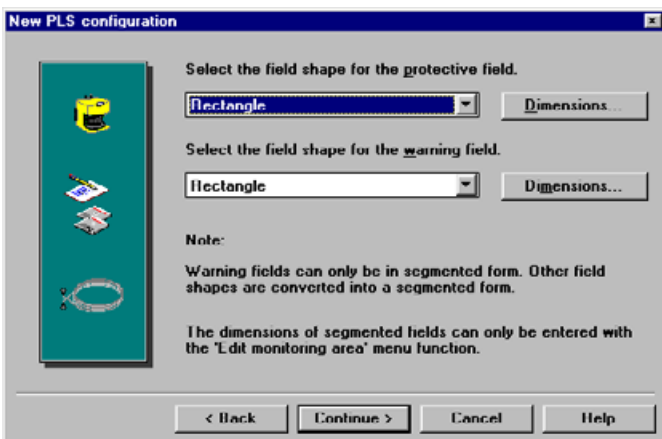 New PLS configuration
Select the field shape for the protective field.
Rectangle
Dimensions...
Select the field shape for the warning field.
Rectangle
Dimensions...
Note:
Warning fields can only be in segmented form. Other field
shapes are converted into a segmented form.
The dimensions of segmented fields can only be entered with
the 'Edit monitoring area' menu function.
< Back
Continue >
Cancel
Help